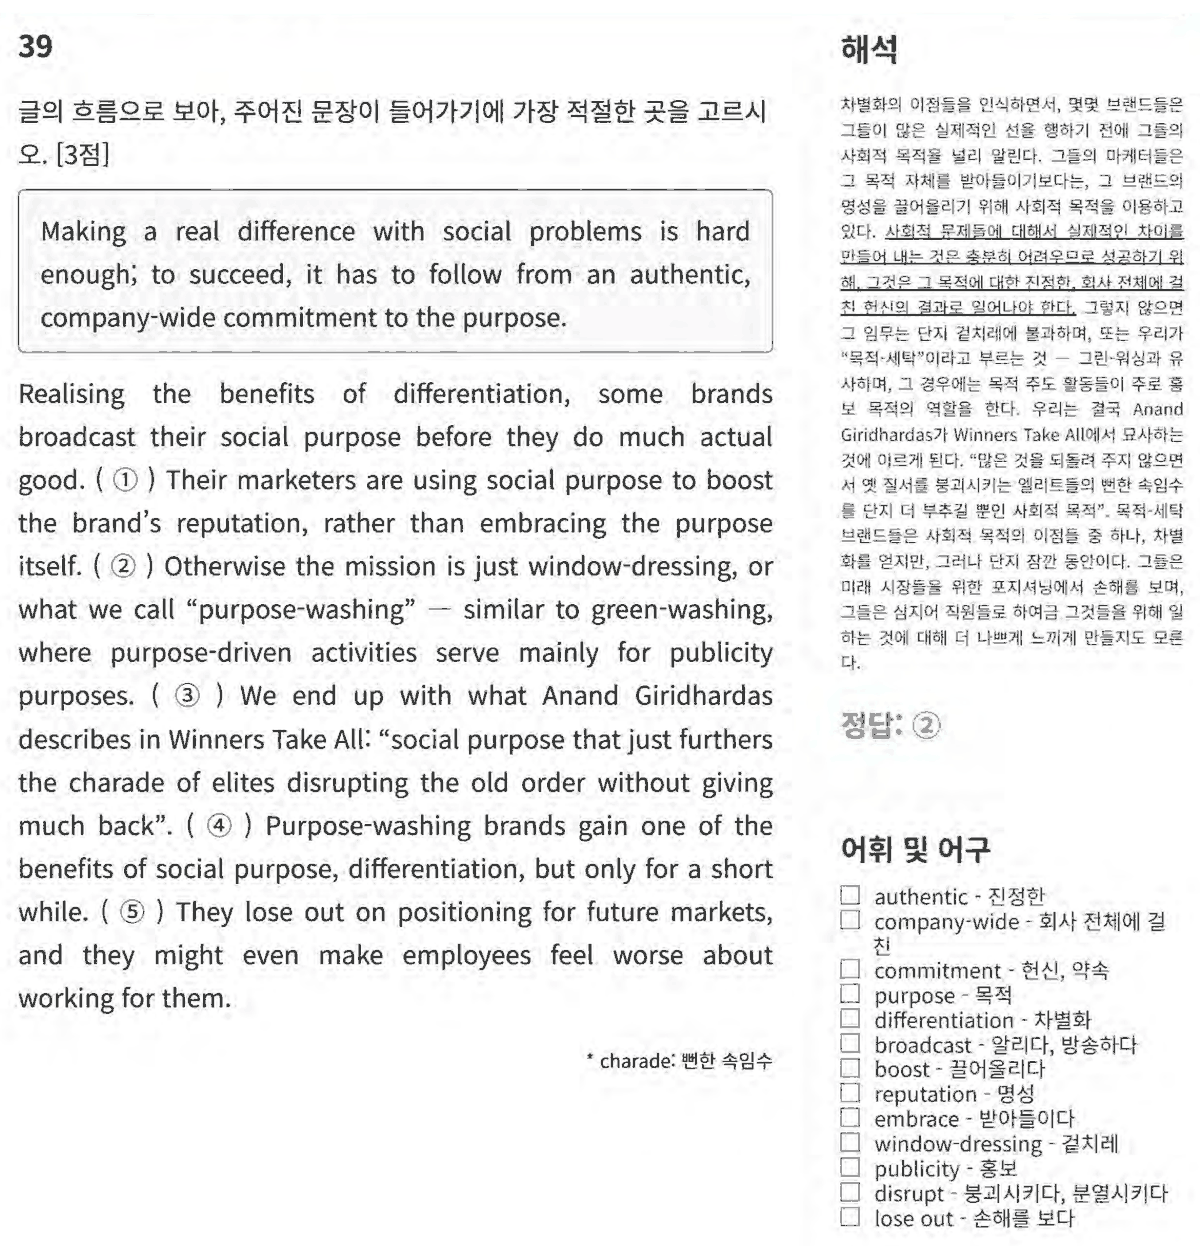 39
글의 흐름으로 보아, 주어진 문장이 들어가기에 가장 적절한 곳을 고르시
오. [3점]
Making a real difference with social problems is hard
enough; to succeed, it has to follow from an authentic,
company-wide commitment to the purpose.
Realising the benefits of differentiation, some brands
broadcast their social purpose before they do much actual
good. ( ① ) Their marketers are using social purpose to boost
the brand's reputation, rather than embracing the purpose
itself. ( ② ) Otherwise the mission is just window-dressing, or
what we call “purpose-washing” — similar to green-washing,
where purpose-driven activities serve mainly for publicity
purposes. ( ③ ) We end up with what Anand Giridhardas
describes in Winners Take All: “social purpose that just furthers
the charade of elites disrupting the old order without giving
much back”. ( ④ ) Purpose-washing brands gain one of the
benefits of social purpose, differentiation, but only for a short
while. ( ⑤ ) They lose out on positioning for future markets,
and they might even make employees feel worse about
working for them.
* charade: 뻔한 속임수
해석
차별화의 이점들을 인식하면서, 몇몇 브랜드들은
그들이 많은 실제적인 선을 행하기 전에 그들의
사회적 목적을 널리 알린다. 그들의 마케터들은
그 목적 자체를 받아들이기보다는, 그 브랜드의
명성을 끌어올리기 위해 사회적 목적을 이용하고
있다. 사회적 문제들에 대해서 실제적인 차이를
만들어 내는 것은 충분히 어려우므로 성공하기 위
해, 그것은 그 목적에 대한 진정한, 회사 전체에 걸
친 헌신의 결과로 일어나야 한다. 그렇지 않으면
그 임무는 단지 겉치레에 불과하며, 또는 우리가
“목적-세탁”이라고 부르는 것 — 그린-워싱과 유
사하며, 그 경우에는 목적 주도 활동들이 주로 홍
보 목적의 역할을 한다. 우리는 결국 Anand
Giridhardas가 Winners Take All에서 묘사하는
것에 이르게 된다. “많은 것을 되돌려 주지 않으면
서 옛 질서를 붕괴시키는 엘리트들의 뻔한 속임수
를 단지 더 부추길 뿐인 사회적 목적”. 목적-세탁
브랜드들은 사회적 목적의 이점들 중 하나, 차별
화를 얻지만, 그러나 단지 잠깐 동안이다. 그들은
미래 시장들을 위한 포지셔닝에서 손해를 보며,
그들은 심지어 직원들로 하여금 그것들을 위해 일
하는 것에 대해 더 나쁘게 느끼게 만들지도 모른
다.
정답: ②
어휘 및 어구
authentic - 진정한
company-wide - 회사 전체에 걸
친
commitment - 헌신, 약속
purpose - 목적
differentiation - 차별화
broadcast - 알리다, 방송하다
boost - 끌어올리다
reputation - 명성
embrace - 받아들이다
window-dressing - 겉치레
publicity - 홍보
disrupt - 붕괴시키다, 분열시키다
lose out - 손해를 보다